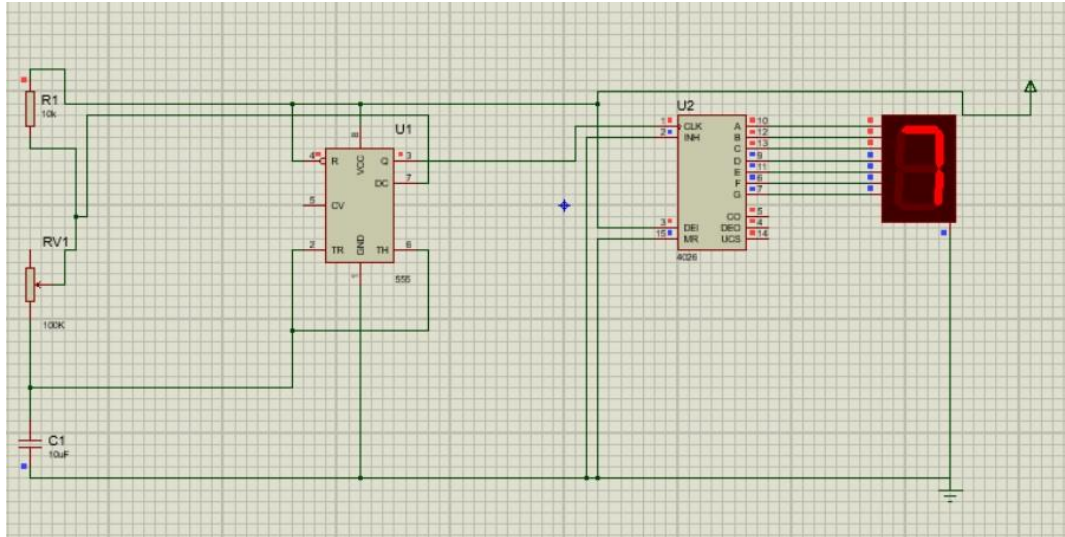 R1
10k
U1
8
VCC
4
R
Q
3
DC
7
5
CV
2
TR
GND
TH
6
1
555
RV1
100K
C1
10uF
U2
1
CLK
A
10
2
INH
B
12
C
13
D
9
E
11
F
6
G
7
CO
5
3
DEI
DEO
4
15
MR
UCS
14
4026
7